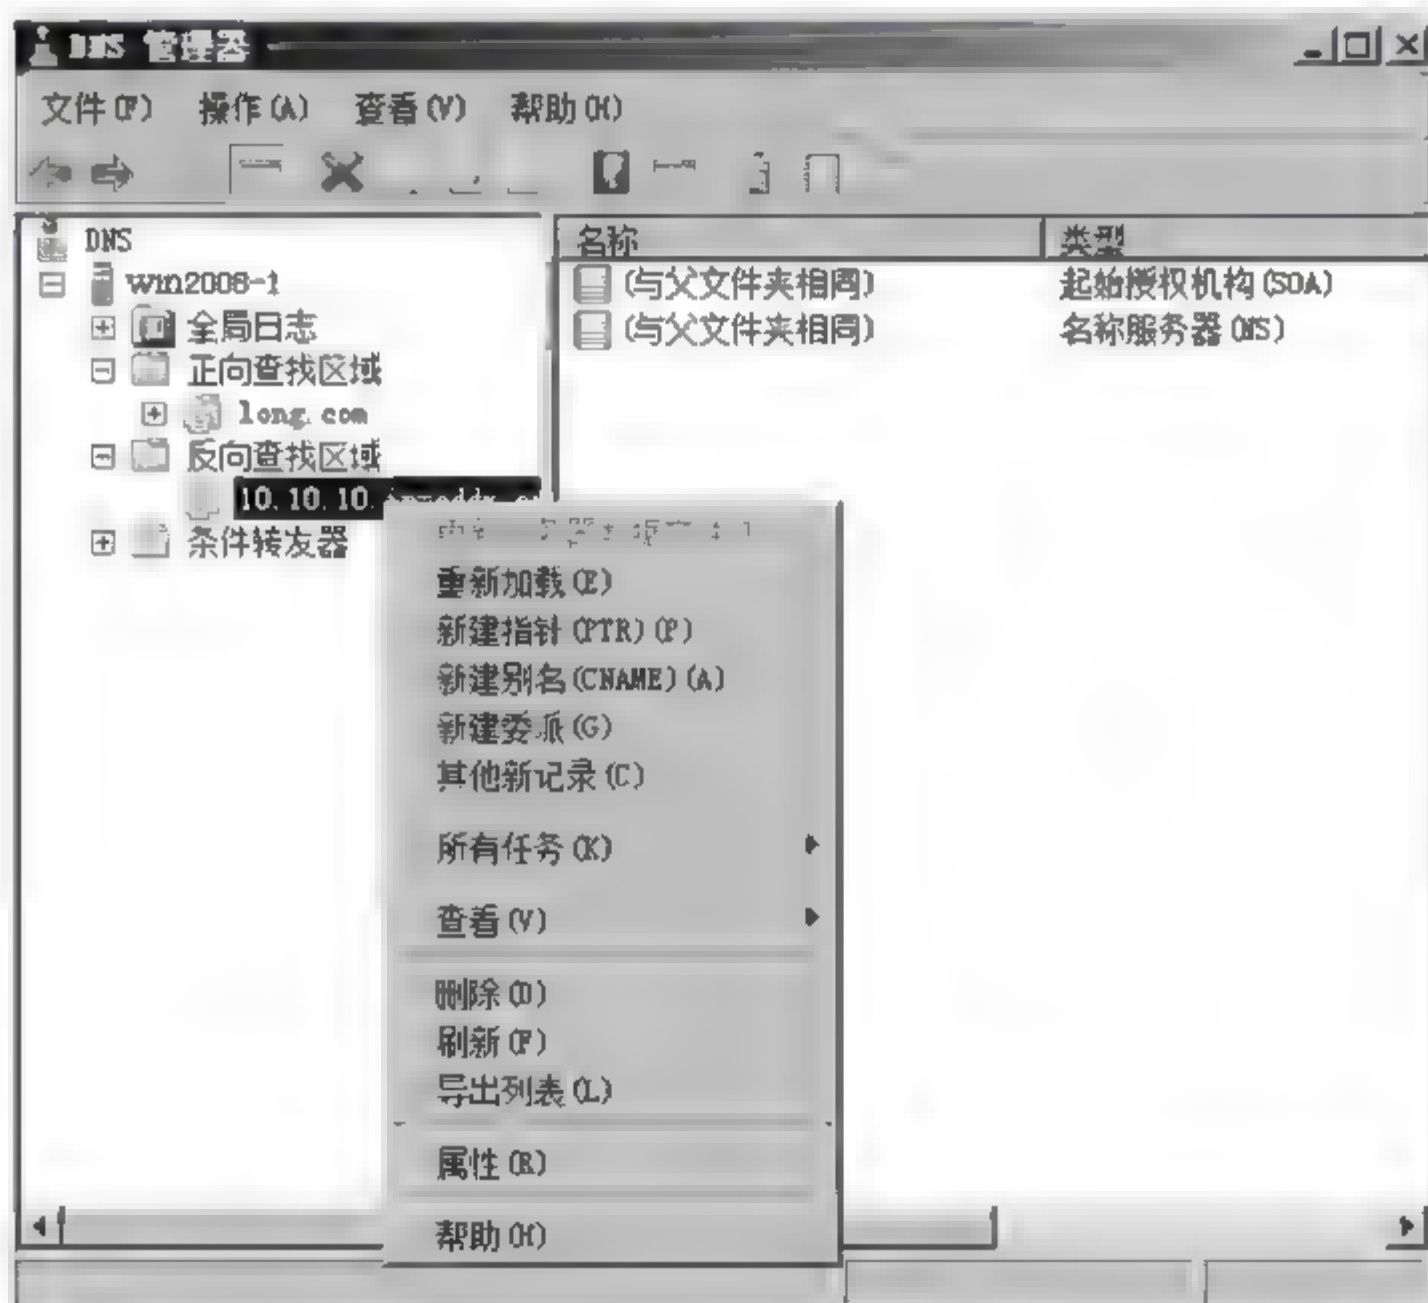 DNS 管理器
文件(F) 操作(A) 查看(V) 帮助(H)
DNS
win2008-1
全局日志
正向查找区域
long.com
反向查找区域
10.10.10.
条件转发器
名称 类型
(与父文件夹相同) 起始授权机构(SOA)
(与父文件夹相同) 名称服务器(NS)
重新加载(E)
新建指针(PTR)(P)
新建别名(CNAME)(A)
新建委派(G)
其他新记录(C)
所有任务(K)
查看(V)
删除(D)
刷新(F)
导出列表(L)
属性(R)
帮助(H)